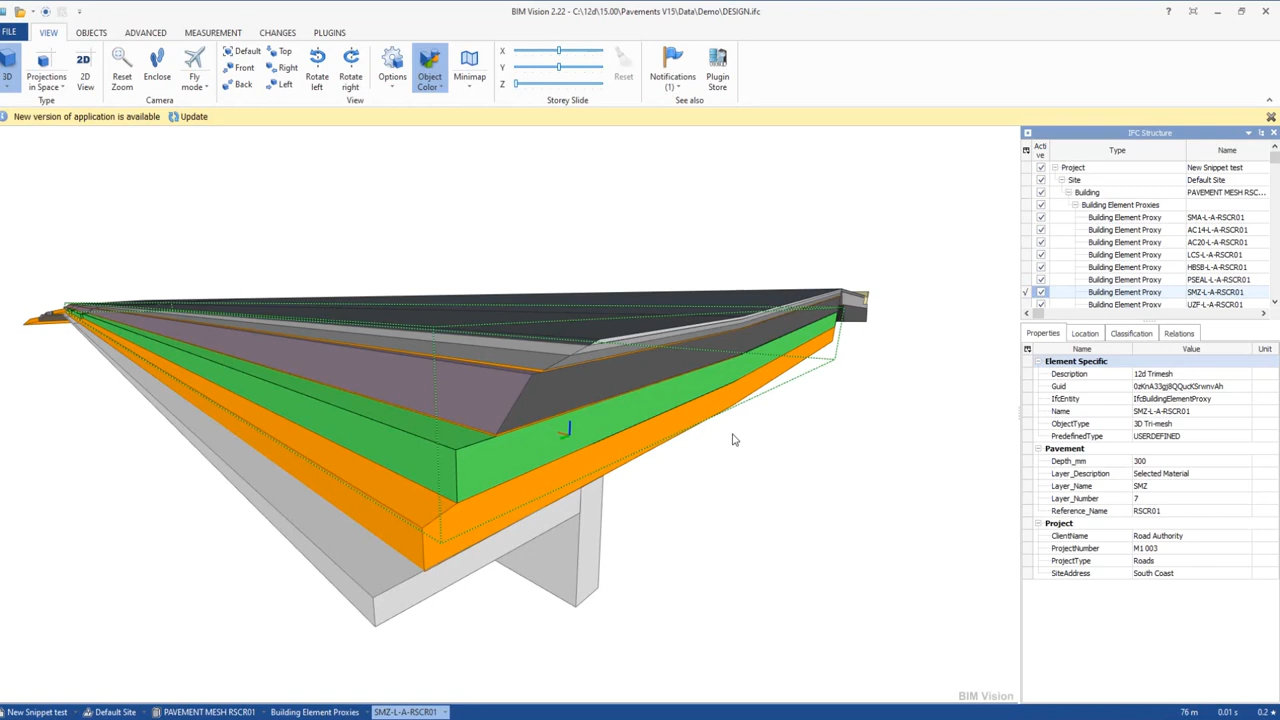 BIM Vision 2.22 - C:\12d\15.00\Pavements V15\Data\Demo\DESIGN.ifc
FILE VIEW OBJECTS ADVANCED MEASUREMENT CHANGES PLUGINS
3D
Projections in Space
2D View
Type
Reset Zoom
Enclose
Fly mode
Camera
Default Top
Front Right
Back Left
Rotate left
Rotate right
View
Options
Object Color
Minimap
X
Y
Z
Reset
Storey Slide
Notifications (1)
Plugin Store
See also
New version of application is available Update
IFC Structure
Acti ve Type Name
Project New Snippet test
Site Default Site
Building PAVEMENT MESH RSC...
Building Element Proxies
Building Element Proxy SMA-L-A-RSCR01
Building Element Proxy AC14-L-A-RSCR01
Building Element Proxy AC20-L-A-RSCR01
Building Element Proxy LCS-L-A-RSCR01
Building Element Proxy HBSB-L-A-RSCR01
Building Element Proxy PSEAL-L-A-RSCR01
Building Element Proxy SMZ-L-A-RSCR01
Building Element Proxy UZF-L-A-RSCR01
Properties Location Classification Relations
Name Value Unit
Element Specific
Description 12d Trimesh
Guid 0zKnA33gj8QQucKSrwnvAh
IfcEntity IfcBuildingElementProxy
Name SMZ-L-A-RSCR01
ObjectType 3D Tri-mesh
PredefinedType USERDEFINED
Pavement
Depth_mm 300
Layer_Description Selected Material
Layer_Name SMZ
Layer_Number 7
Reference_Name RSCR01
Project
ClientName Road Authority
ProjectNumber M1 003
ProjectType Roads
SiteAddress South Coast
BIM Vision
New Snippet test Default Site PAVEMENT MESH RSCR01 Building Element Proxies SMZ-L-A-RSCR01 76 m 0.01 s 0.2